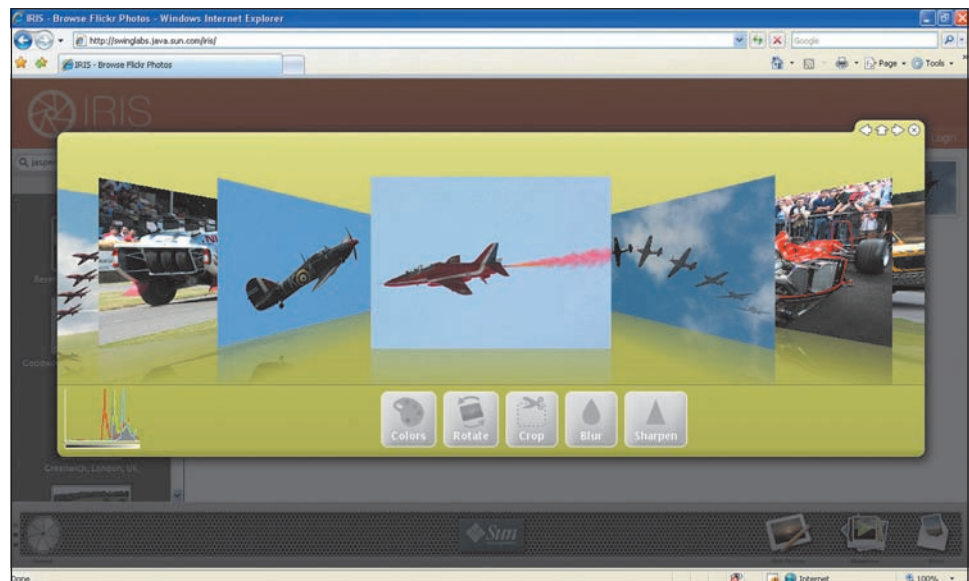 IRIS - Browse Flickr Photos - Windows Internet Explorer
http://swinglabs.java.sun.com/iris/
Google
IRIS - Browse Flickr Photos
Page
Tools
IRIS
Login
jasper
Colors
Rotate
Crop
Blur
Sharpen
Greenwich, London, UK
Sun
Done
Internet
100%